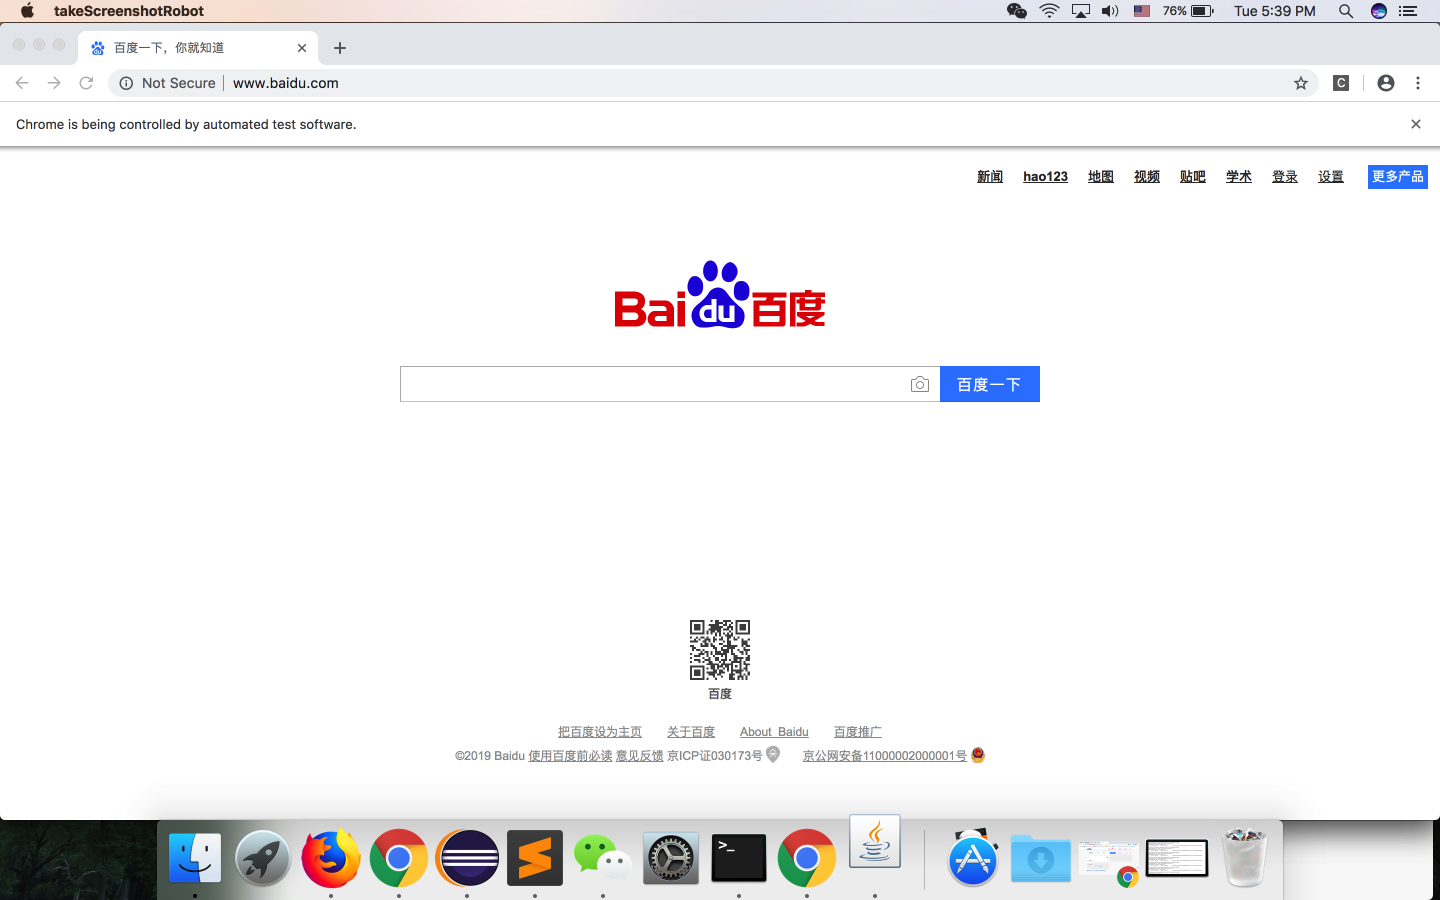 takeScreenshotRobot 76% Tue 5:39 PM
百度一下，你就知道
Not Secure www.baidu.com C
Chrome is being controlled by automated test software.
新闻 hao123 地图 视频 贴吧 学术 登录 设置 更多产品
Bai du 百度
百度一下
百度
把百度设为主页 关于百度 About Baidu 百度推广
©2019 Baidu 使用百度前必读 意见反馈 京ICP证030173号 京公网安备11000002000001号
>_